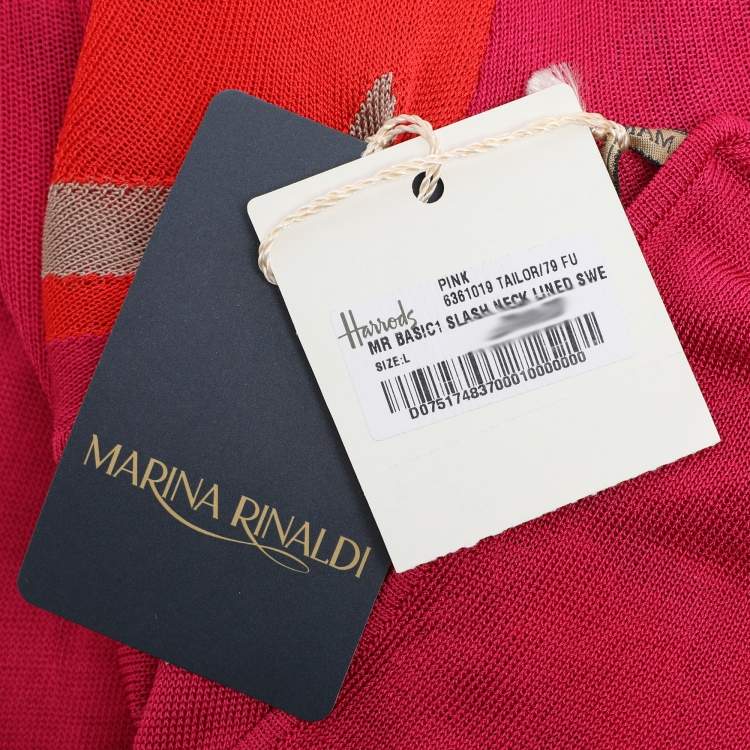 MARINA RINALDI
Harrods
PINK
6361019 TAILOR/79 FU
MR BASIC1 SLASH NECK LINED SWE
SIZE:L
D07517483700010000000